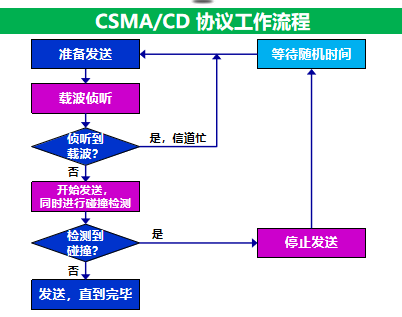 CSMA/CD 协议工作流程
准备发送
等待随机时间
载波侦听
侦听到
载波？
是，信道忙
否
开始发送，
同时进行碰撞检测
检测到
碰撞？
是
停止发送
否
发送，直到完毕